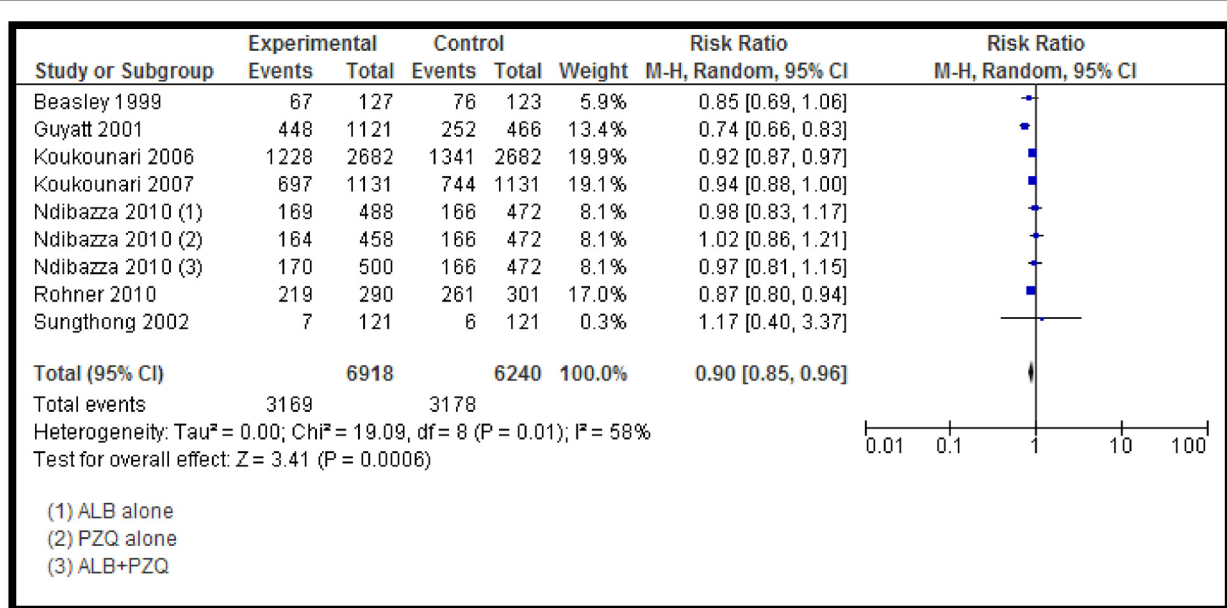 Experimental Control Risk Ratio Risk Ratio
Study or Subgroup Events Total Events Total Weight M-H, Random, 95% CI M-H, Random, 95% CI
Beasley 1999 67 127 76 123 5.9% 0.85 [0.69, 1.06]
Guyatt 2001 448 1121 252 466 13.4% 0.74 [0.66, 0.83]
Koukounari 2006 1228 2682 1341 2682 19.9% 0.92 [0.87, 0.97]
Koukounari 2007 697 1131 744 1131 19.1% 0.94 [0.88, 1.00]
Ndibazza 2010 (1) 169 488 166 472 8.1% 0.98 [0.83, 1.17]
Ndibazza 2010 (2) 164 458 166 472 8.1% 1.02 [0.86, 1.21]
Ndibazza 2010 (3) 170 500 166 472 8.1% 0.97 [0.81, 1.15]
Rohner 2010 219 290 261 301 17.0% 0.87 [0.80, 0.94]
Sungthong 2002 7 121 6 121 0.3% 1.17 [0.40, 3.37]
Total (95% CI) 6918 6240 100.0% 0.90 [0.85, 0.96]
Total events 3169 3178
Heterogeneity: Tau² = 0.00; Chi² = 19.09, df = 8 (P = 0.01); I² = 58%
Test for overall effect: Z = 3.41 (P = 0.0006)
0.01 0.1 1 10 100
(1) ALB alone
(2) PZQ alone
(3) ALB+PZQ